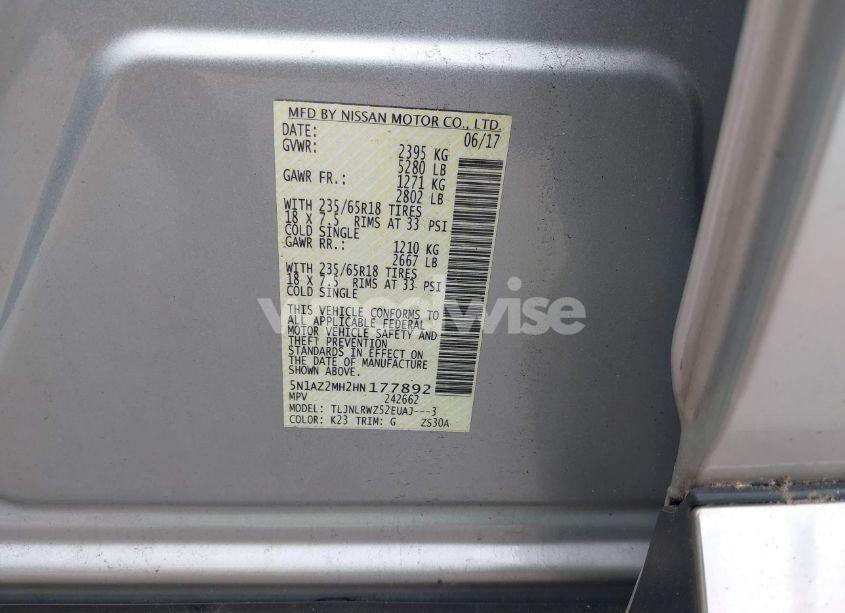 MFD BY NISSAN MOTOR CO., LTD.
DATE: 06/17
GVWR: 2395 KG
5280 LB
GAWR FR.: 1271 KG
2802 LB
WITH 235/65R18 TIRES
18 X 7.5 RIMS AT 33 PSI
COLD SINGLE
GAWR RR.: 1210 KG
2667 LB
WITH 235/65R18 TIRES
18 X 7.5 RIMS AT 33 PSI
COLD SINGLE
THIS VEHICLE CONFORMS TO
ALL APPLICABLE FEDERAL
MOTOR VEHICLE SAFETY AND
THEFT PREVENTION
STANDARDS IN EFFECT ON
THE DATE OF MANUFACTURE
SHOWN ABOVE.
5N1AZ2MH2HN177892
MPV 242662
MODEL: TLJNLRWZ52EUAJ---3
COLOR: K23 TRIM: G ZS30A